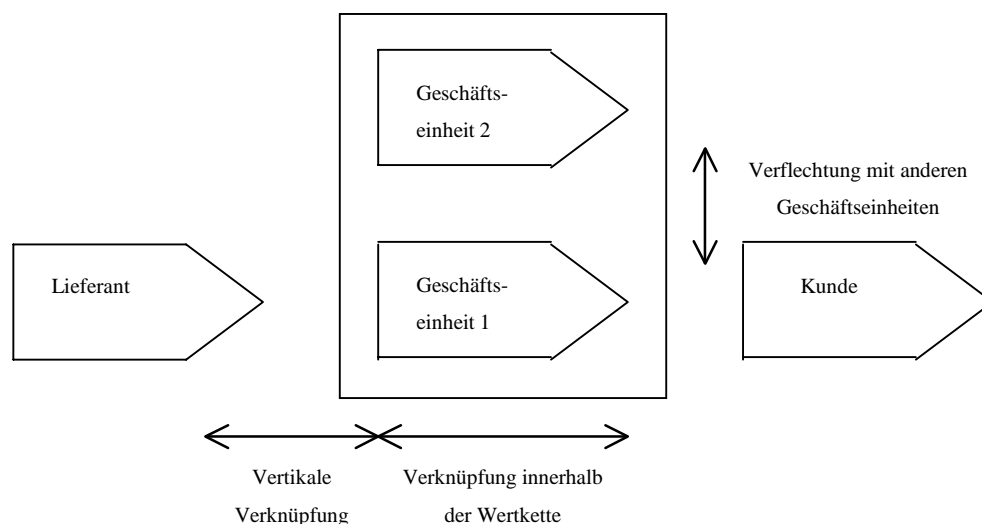 Geschäfts-
einheit 2
Verflechtung mit anderen
Geschäftseinheiten
Lieferant
Geschäfts-
einheit 1
Kunde
Vertikale
Verknüpfung
Verknüpfung innerhalb
der Wertkette